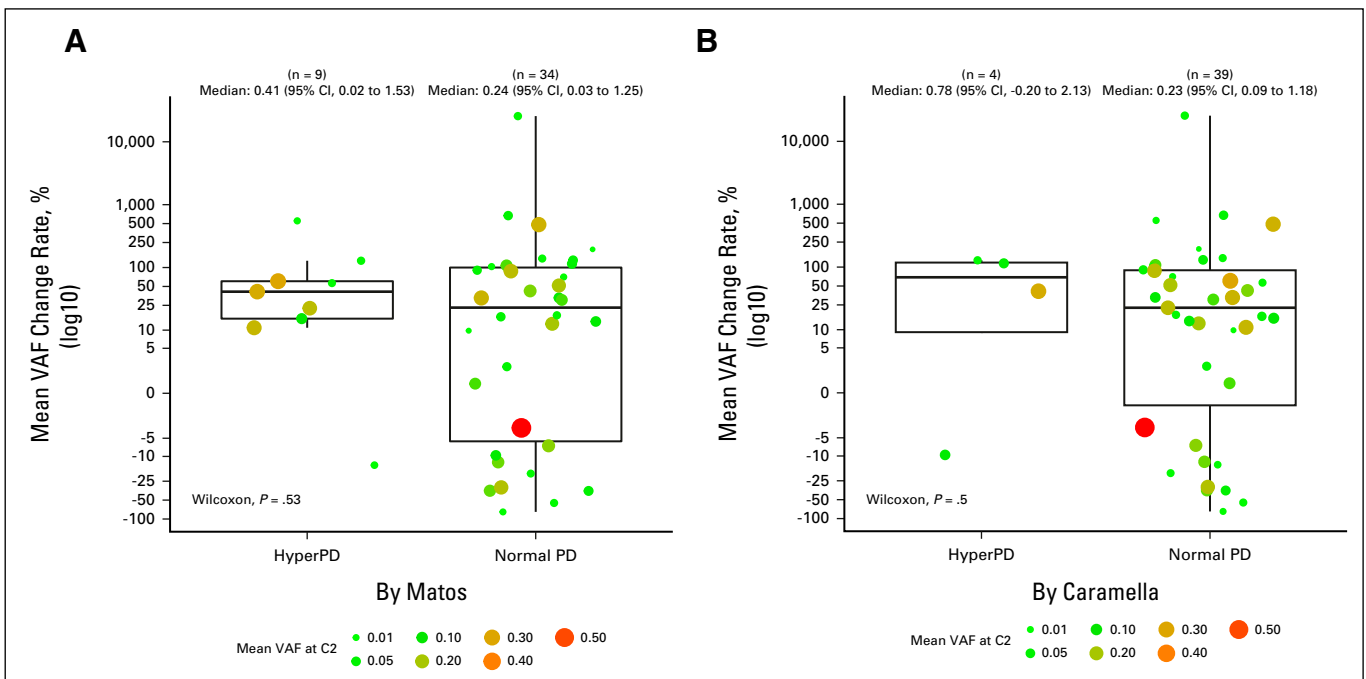 A
(n = 9)
Median: 0.41 (95% CI, 0.02 to 1.53)
(n = 34)
Median: 0.24 (95% CI, 0.03 to 1.25)
Mean VAF Change Rate, %
(log10)
10,000
1,000
500
250
100
50
25
10
5
0
-5
-10
-25
-50
-100
Wilcoxon, P = .53
HyperPD
Normal PD
By Matos
Mean VAF at C2
0.01
0.10
0.30
0.50
0.05
0.20
0.40
B
(n = 4)
Median: 0.78 (95% CI, -0.20 to 2.13)
(n = 39)
Median: 0.23 (95% CI, 0.09 to 1.18)
Mean VAF Change Rate, %
(log10)
10,000
1,000
500
250
100
50
25
10
5
0
-5
-10
-25
-50
-100
Wilcoxon, P = .5
HyperPD
Normal PD
By Caramella
Mean VAF at C2
0.01
0.10
0.30
0.50
0.05
0.20
0.40